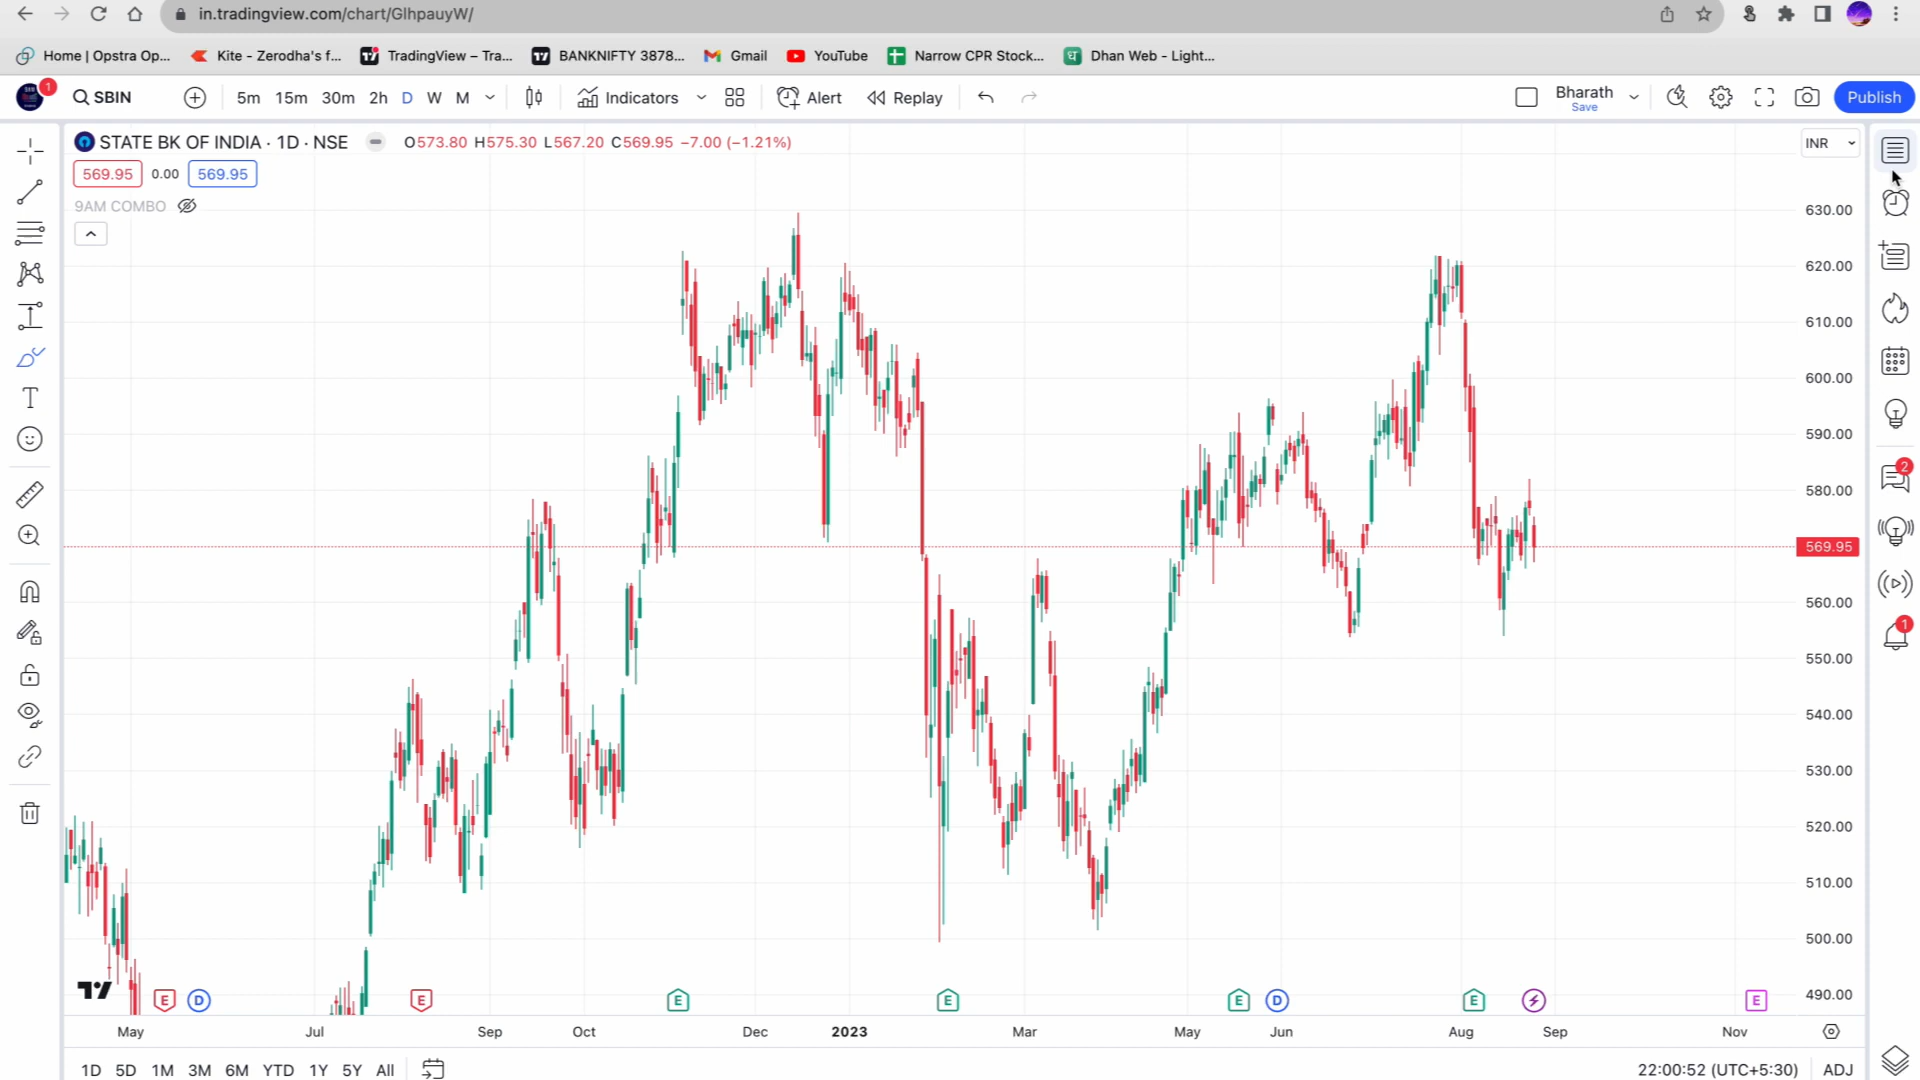 in.tradingview.com/chart/GlhpauyW/
Home | Opstra Op... Kite - Zerodha's f... TradingView – Tra... BANKNIFTY 3878... Gmail YouTube Narrow CPR Stock... Dhan Web - Light...
1 SBIN 5m 15m 30m 2h D W M Indicators Alert Replay Bharath Save Publish
STATE BK OF INDIA · 1D · NSE O573.80 H575.30 L567.20 C569.95 −7.00 (−1.21%) INR
569.95 0.00 569.95
9AM COMBO
630.00
620.00
610.00
600.00
590.00
2
580.00
569.95
560.00
1
550.00
540.00
530.00
520.00
510.00
500.00
490.00
E D E E E E D E E
May Jul Sep Oct Dec 2023 Mar May Jun Aug Sep Nov
1D 5D 1M 3M 6M YTD 1Y 5Y All 22:00:52 (UTC+5:30) ADJ